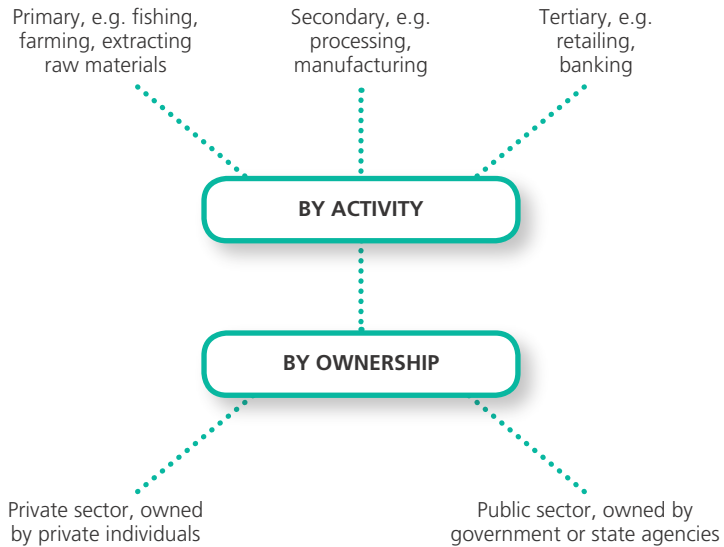 Primary, e.g. fishing,
farming, extracting
raw materials
Secondary, e.g.
processing,
manufacturing
Tertiary, e.g.
retailing,
banking
BY ACTIVITY
BY OWNERSHIP
Private sector, owned
by private individuals
Public sector, owned by
government or state agencies